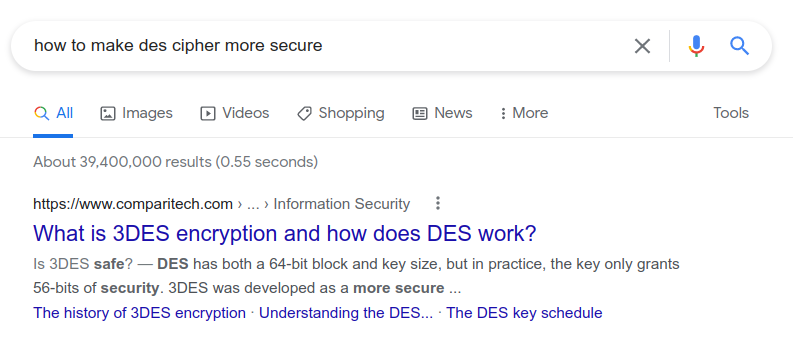 how to make des cipher more secure
All Images Videos Shopping News More Tools
About 39,400,000 results (0.55 seconds)
https://www.comparitech.com › ... › Information Security
What is 3DES encryption and how does DES work?
Is 3DES safe? — DES has both a 64-bit block and key size, but in practice, the key only grants
56-bits of security. 3DES was developed as a more secure ...
The history of 3DES encryption · Understanding the DES... · The DES key schedule